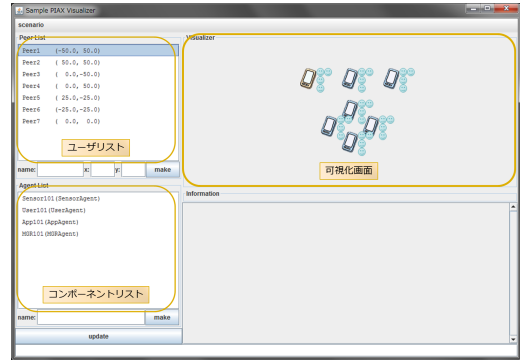 Sample PIAX Visualizer
scenario
Peer List
Peer1 (-50.0, 50.0)
Peer2 ( 50.0, 50.0)
Peer3 ( 0.0,-50.0)
Peer4 ( 0.0, 50.0)
Peer5 ( 25.0,-25.0)
Peer6 (-25.0,-25.0)
Peer7 ( 0.0, 0.0)
ユーザリスト
name: x: y: make
Agent List
Sensor101(SensorAgent)
User101(UserAgent)
App101(AppAgent)
MGR101(MGRAgent)
コンポーネントリスト
name: make
update
Visualizer
可視化画面
Information